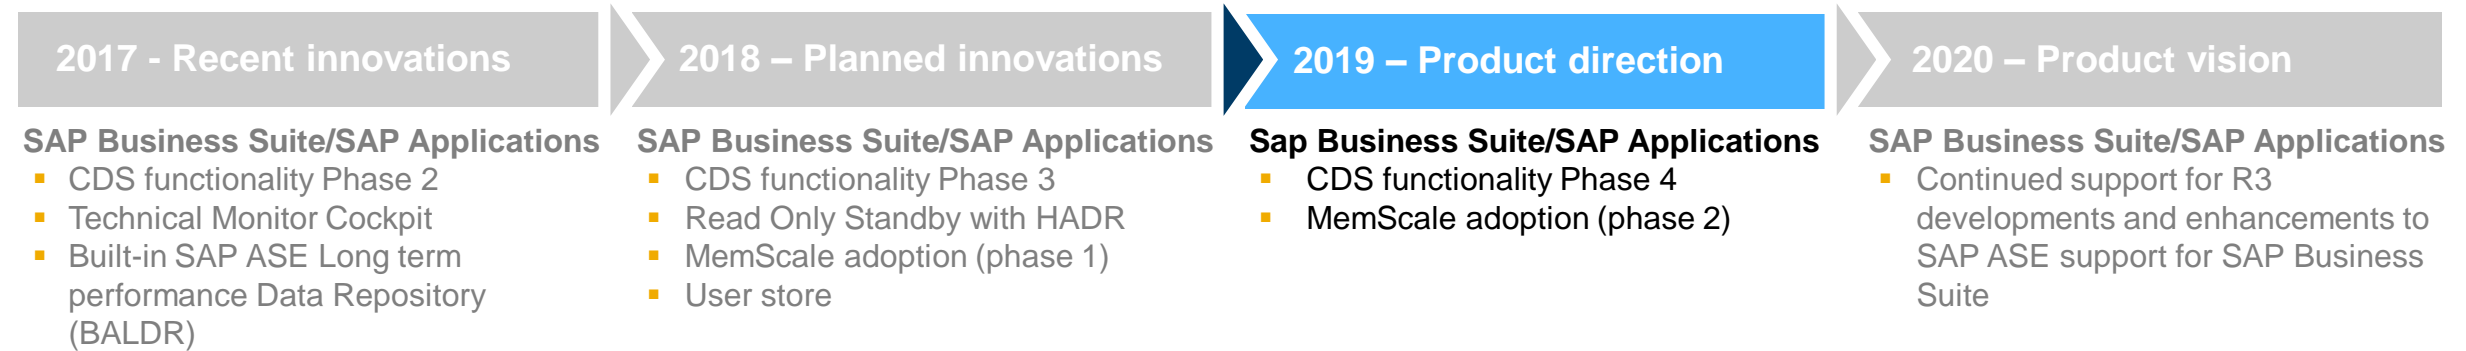 2017 - Recent innovations
SAP Business Suite/SAP Applications
▪ CDS functionality Phase 2
▪ Technical Monitor Cockpit
▪ Built-in SAP ASE Long term
performance Data Repository
(BALDR)
2018 – Planned innovations
SAP Business Suite/SAP Applications
▪ CDS functionality Phase 3
▪ Read Only Standby with HADR
▪ MemScale adoption (phase 1)
▪ User store
2019 – Product direction
Sap Business Suite/SAP Applications
▪ CDS functionality Phase 4
▪ MemScale adoption (phase 2)
2020 – Product vision
SAP Business Suite/SAP Applications
▪ Continued support for R3
developments and enhancements to
SAP ASE support for SAP Business
Suite